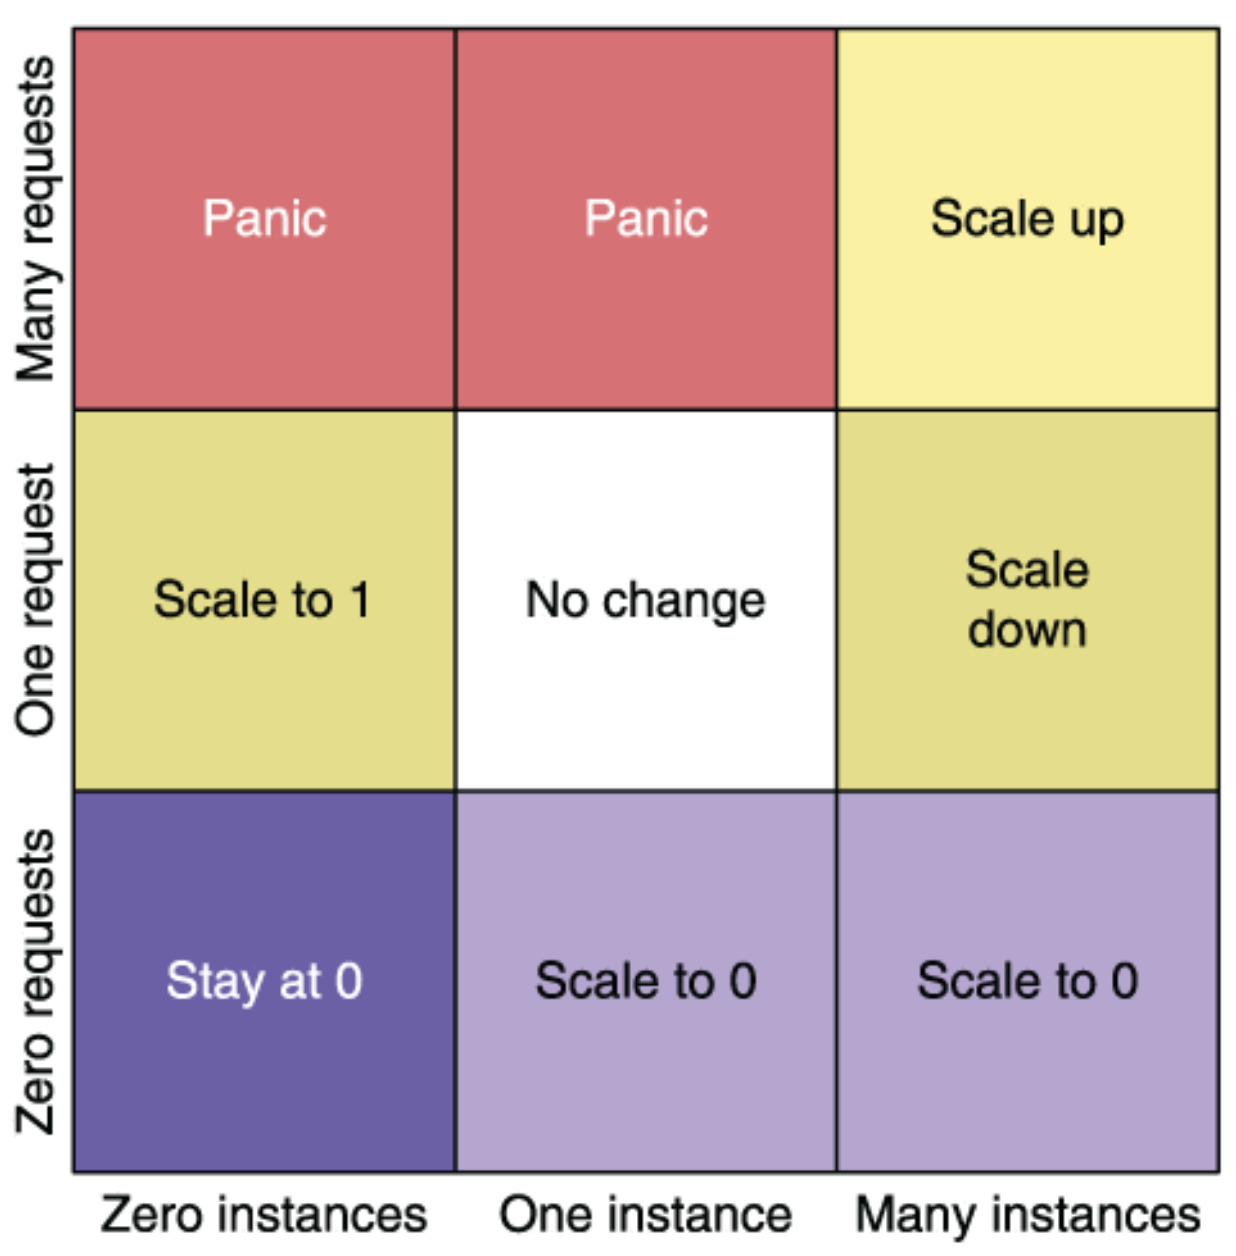 Many requests
Panic
Panic
Scale up
One request
Scale to 1
No change
Scale
down
Zero requests
Stay at 0
Scale to 0
Scale to 0
Zero instances
One instance
Many instances